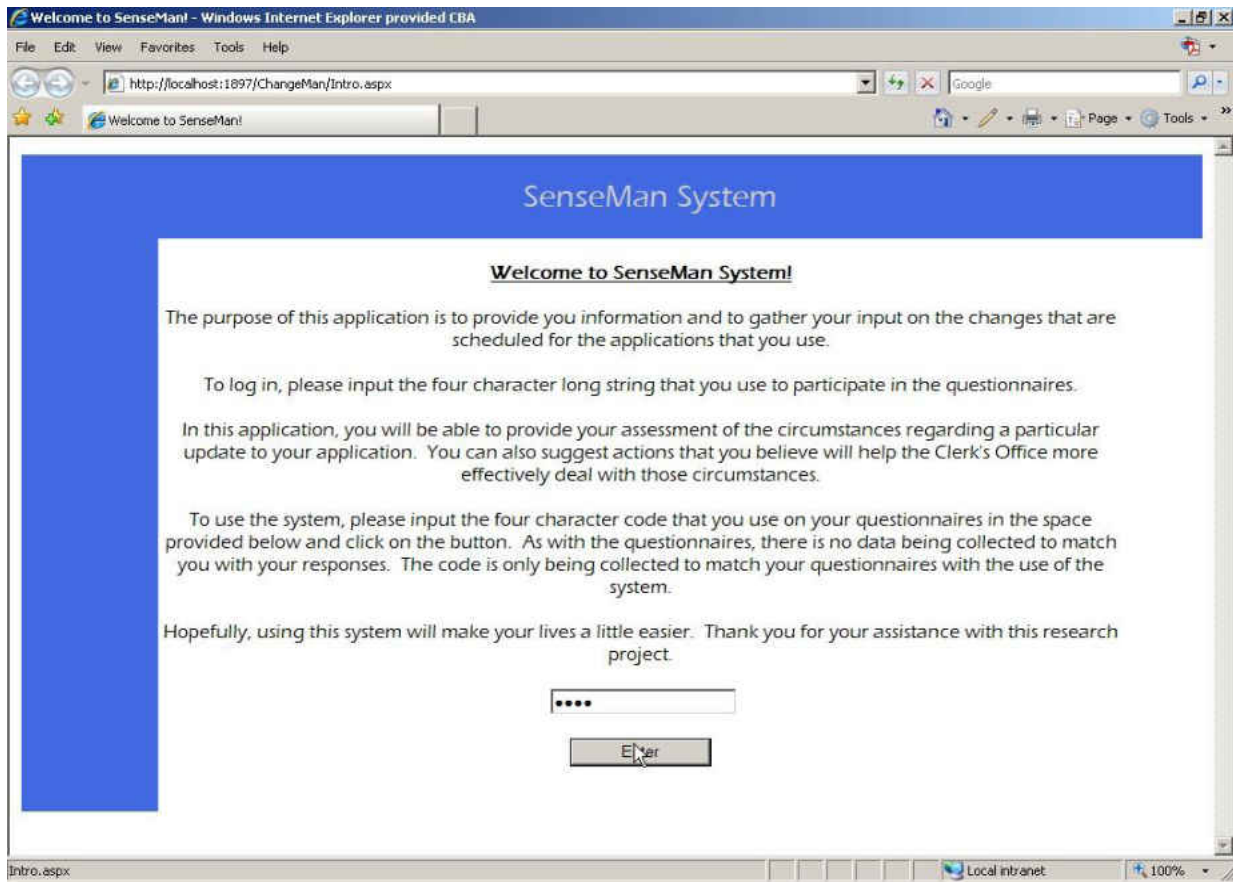 Welcome to SenseMan! - Windows Internet Explorer provided CBA
File Edit View Favorites Tools Help
http://localhost:1897/ChangeMan/Intro.aspx
Google
Welcome to SenseMan!
Page Tools
SenseMan System
Welcome to SenseMan System!
The purpose of this application is to provide you information and to gather your input on the changes that are
scheduled for the applications that you use.
To log in, please input the four character long string that you use to participate in the questionnaires.
In this application, you will be able to provide your assessment of the circumstances regarding a particular
update to your application. You can also suggest actions that you believe will help the Clerk's Office more
effectively deal with those circumstances.
To use the system, please input the four character code that you use on your questionnaires in the space
provided below and click on the button. As with the questionnaires, there is no data being collected to match
you with your responses. The code is only being collected to match your questionnaires with the use of the
system.
Hopefully, using this system will make your lives a little easier. Thank you for your assistance with this research
project.
••••
Enter
Intro.aspx
Local intranet
100%